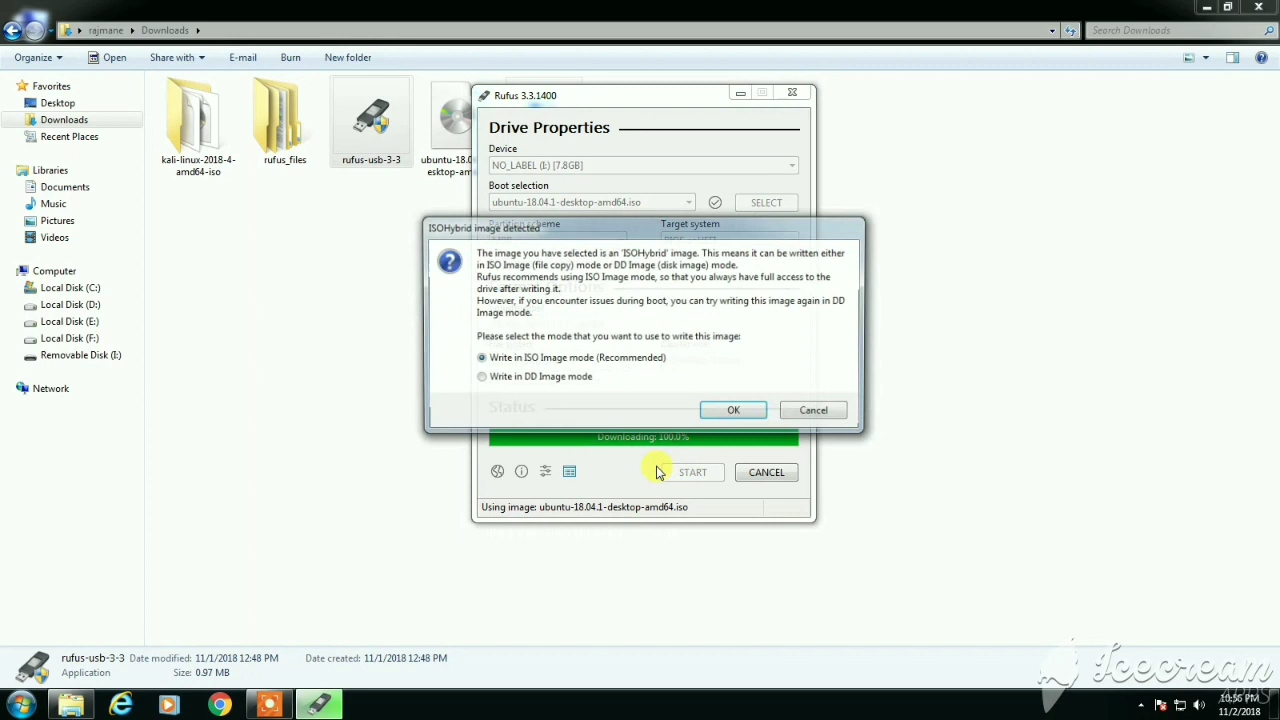 rajmane
Downloads
Search Downloads
Organize
Open
Share with
E-mail
Burn
New folder
Favorites
Desktop
Downloads
Recent Places
Libraries
Documents
Music
Pictures
Videos
Computer
Local Disk (C:)
Local Disk (D:)
Local Disk (E:)
Local Disk (F:)
Removable Disk (I:)
Network
kali-linux-2018-4-
amd64-iso
rufus_files
rufus-usb-3-3
ubuntu-18.0
esktop-am
Rufus 3.3.1400
Drive Properties
Device
NO_LABEL (I:) [7.8GB]
Boot selection
ubuntu-18.04.1-desktop-amd64.iso
SELECT
Partition scheme
Target system
ISOHybrid image detected
The image you have selected is an 'ISOHybrid' image. This means it can be written either
in ISO Image (file copy) mode or DD Image (disk image) mode.
Rufus recommends using ISO Image mode, so that you always have full access to the
drive after writing it.
However, if you encounter issues during boot, you can try writing this image again in DD
Image mode.
Please select the mode that you want to use to write this image:
Write in ISO Image mode (Recommended)
Write in DD Image mode
Status
OK
Cancel
Downloading: 100.0%
START
CANCEL
Using image: ubuntu-18.04.1-desktop-amd64.iso
rufus-usb-3-3
Date modified: 11/1/2018 12:48 PM
Date created: 11/1/2018 12:48 PM
Application
Size: 0.97 MB
Icecream
APPS
10:56 PM
11/2/2018